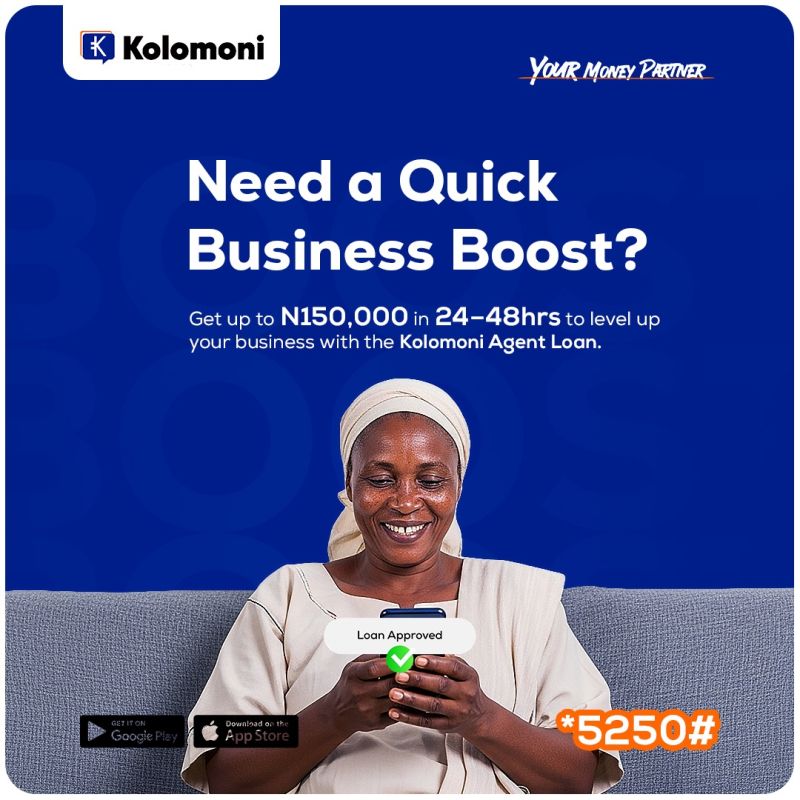 Kolomoni
YOUR MONEY PARTNER
Need a Quick
Business Boost?
Get up to N150,000 in 24–48hrs to level up
your business with the Kolomoni Agent Loan.
BOOST
BOOST
Loan Approved
GET IT ON
Google Play
Download on the
App Store
*5250#